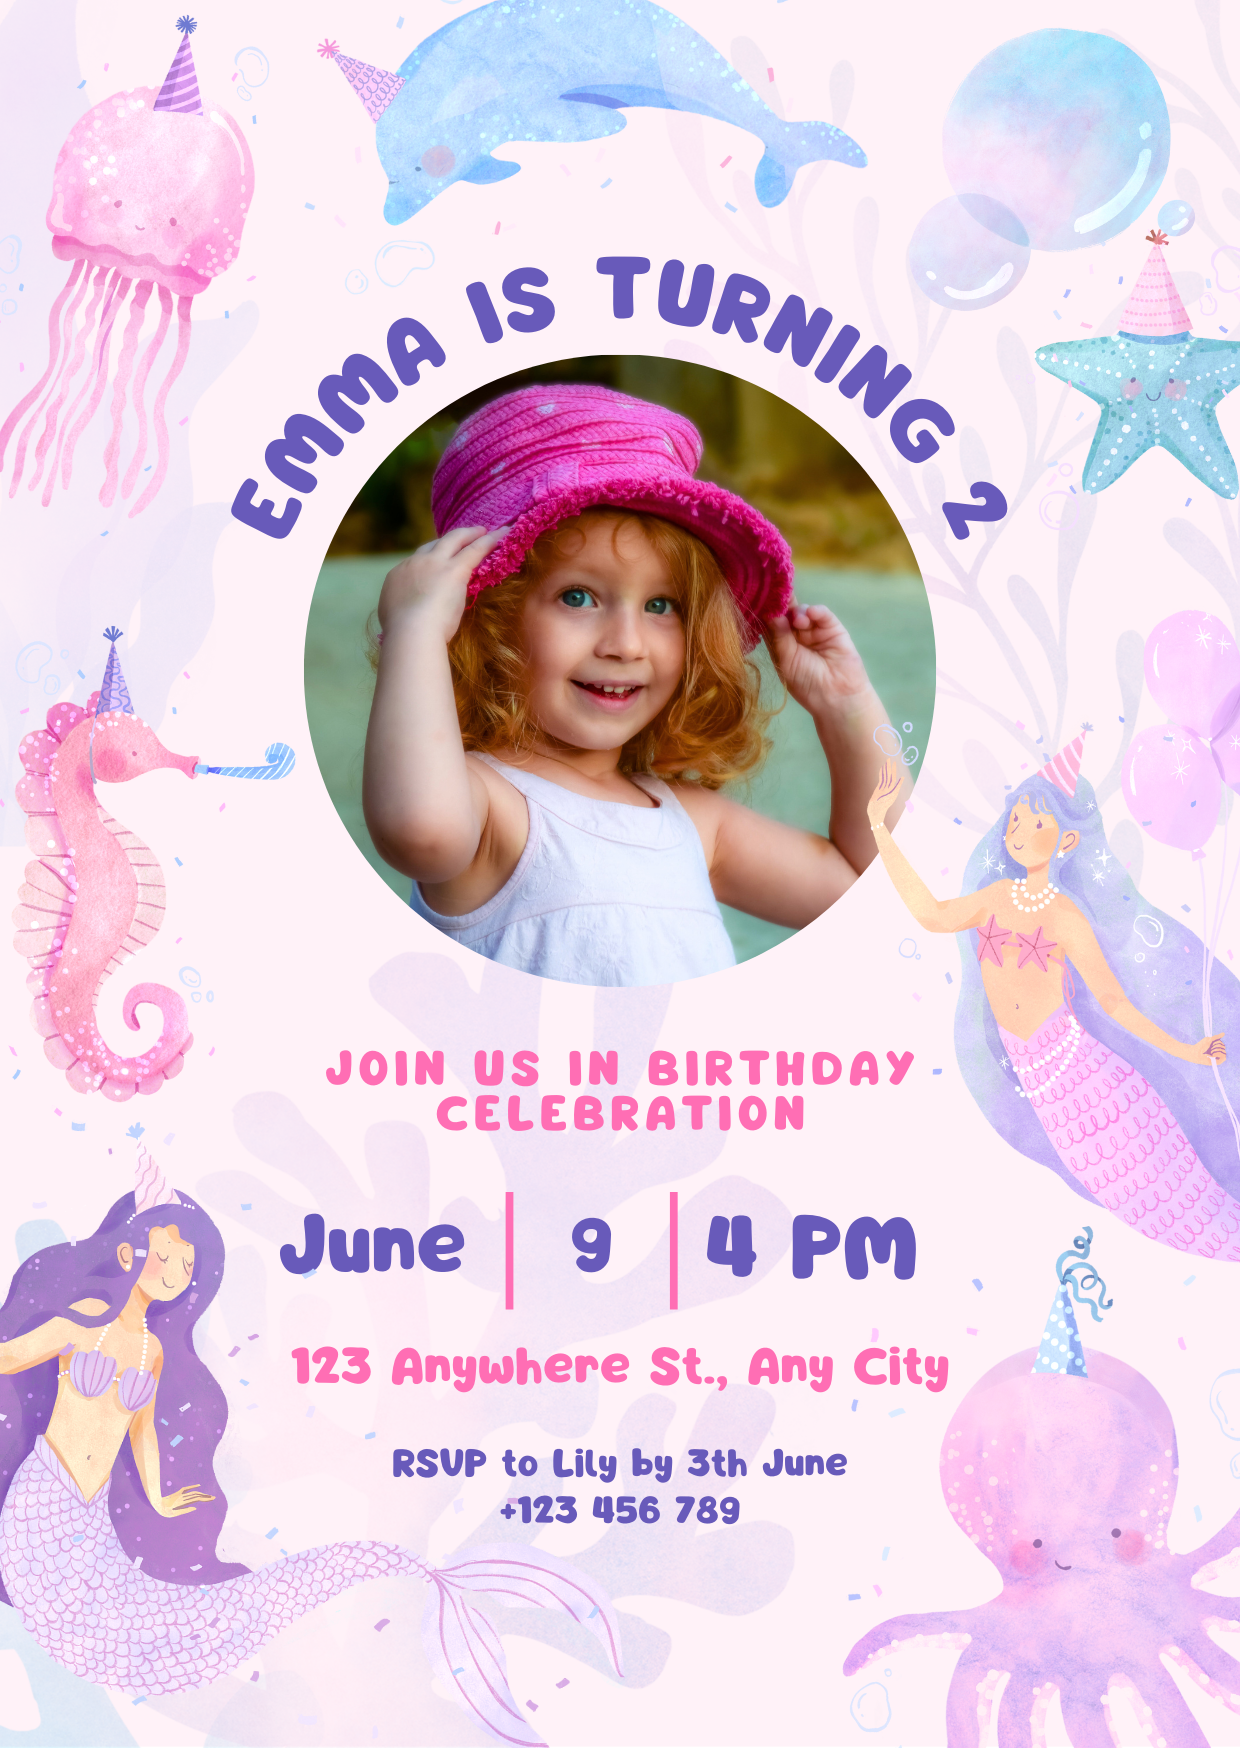 EMMA IS TURNING 2
JOIN US IN BIRTHDAY
CELEBRATION
June 9 4 PM
123 Anywhere St., Any City
RSVP to Lily by 3th June
+123 456 789